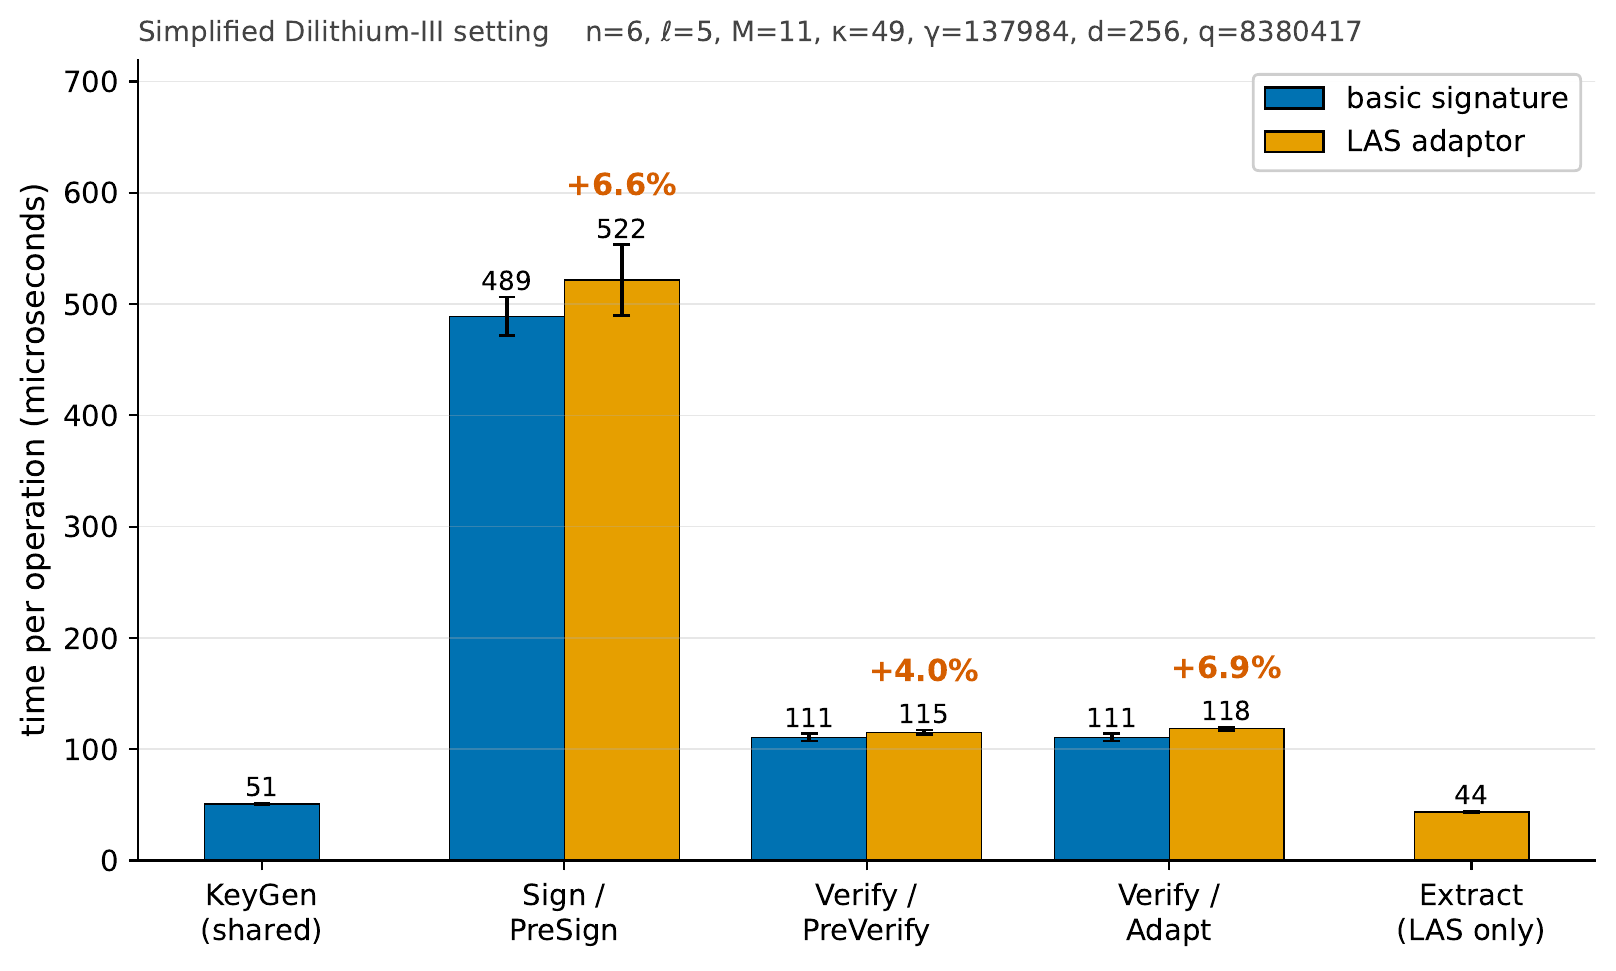 Simplified Dilithium-III setting    n=6, ℓ=5, M=11, κ=49, γ=137984, d=256, q=8380417
basic signature
LAS adaptor
time per operation (microseconds)
700
600
500
400
300
200
100
0
51
489
+6.6%
522
111
+4.0%
115
111
+6.9%
118
44
KeyGen
(shared)
Sign /
PreSign
Verify /
PreVerify
Verify /
Adapt
Extract
(LAS only)